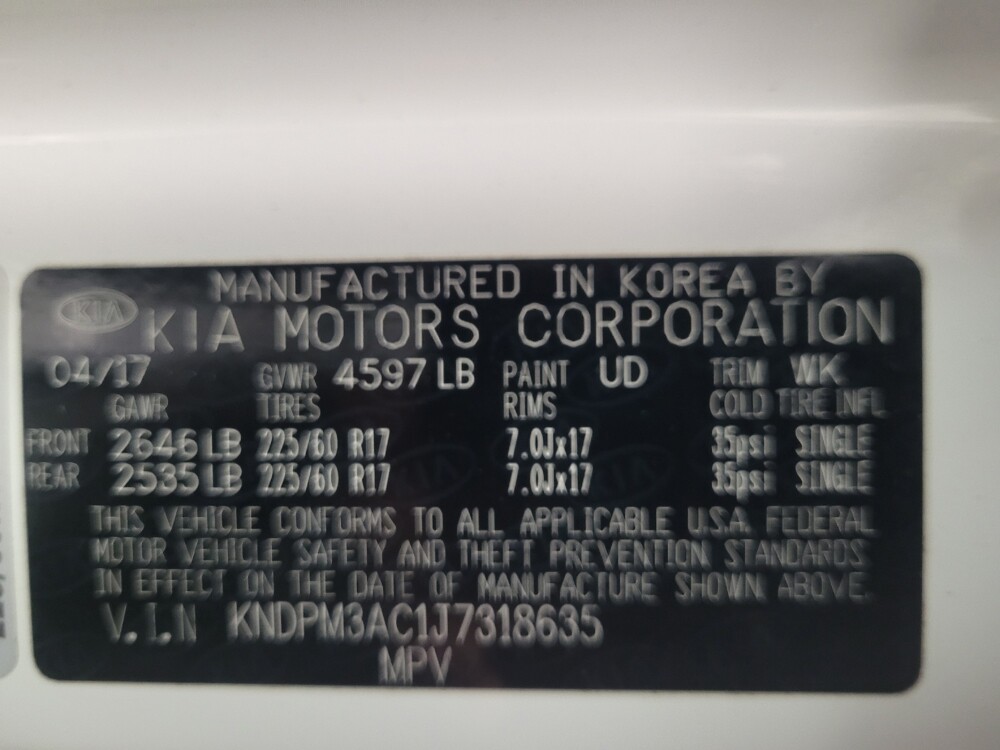 MANUFACTURED IN KOREA BY
KIA KIA MOTORS CORPORATION
04/17 GVWR 4597 LB PAINT UD TRIM WK
GAWR TIRES RIMS COLD TIRE INFL
FRONT 2646 LB 225/60 R17 7.0Jx17 35psi SINGLE
REAR 2535 LB 225/60 R17 7.0Jx17 35psi SINGLE
THIS VEHICLE CONFORMS TO ALL APPLICABLE U.S.A. FEDERAL
MOTOR VEHICLE SAFETY AND THEFT PREVENTION STANDARDS
IN EFFECT ON THE DATE OF MANUFACTURE SHOWN ABOVE.
V.I.N KNDPM3AC1J7318635
MPV